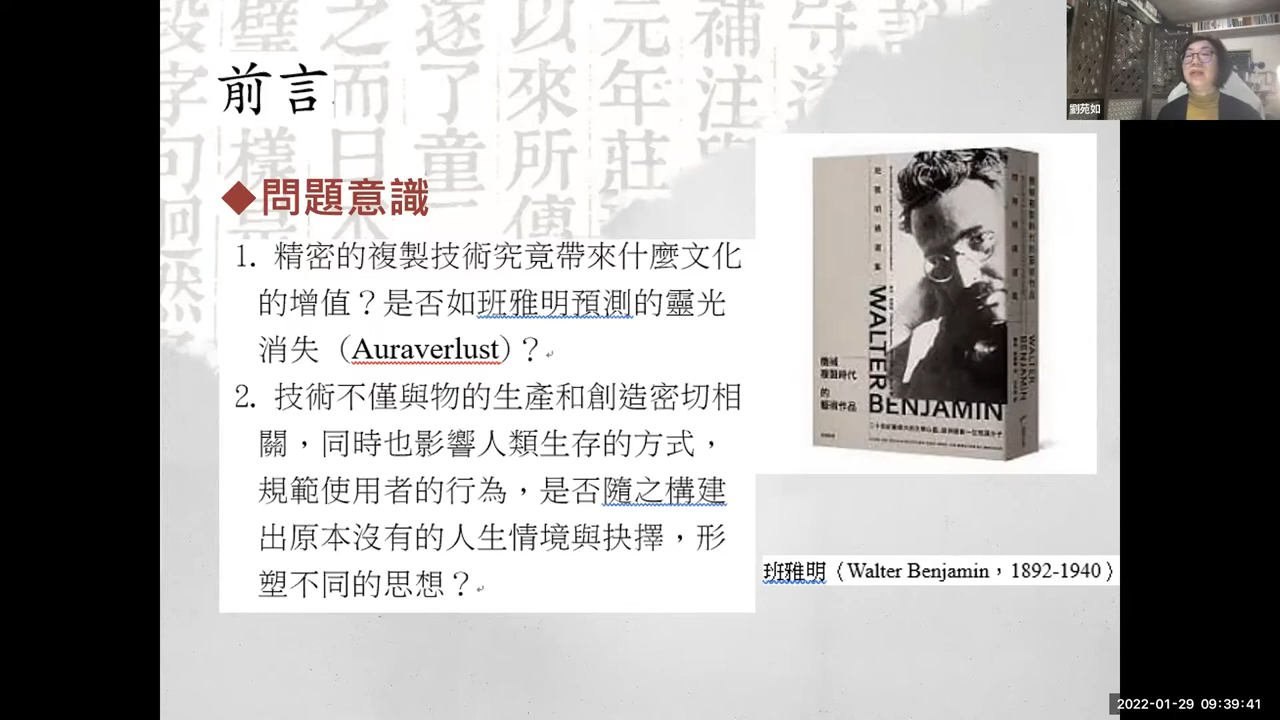 前言
◆問題意識
1. 精密的複製技術究竟帶來什麼文化
的增值？是否如班雅明預測的靈光
消失（Auraverlust）？
2. 技術不僅與物的生產和創造密切相
關，同時也影響人類生存的方式，
規範使用者的行為，是否隨之構建
出原本沒有的人生情境與抉擇，形
塑不同的思想？
劉苑如
機械
複製時代
的
藝術作品
WALTER
BENJAMIN
WALTER
BENJAMIN
班雅明（Walter Benjamin，1892-1940）
2022-01-29 09:39:41